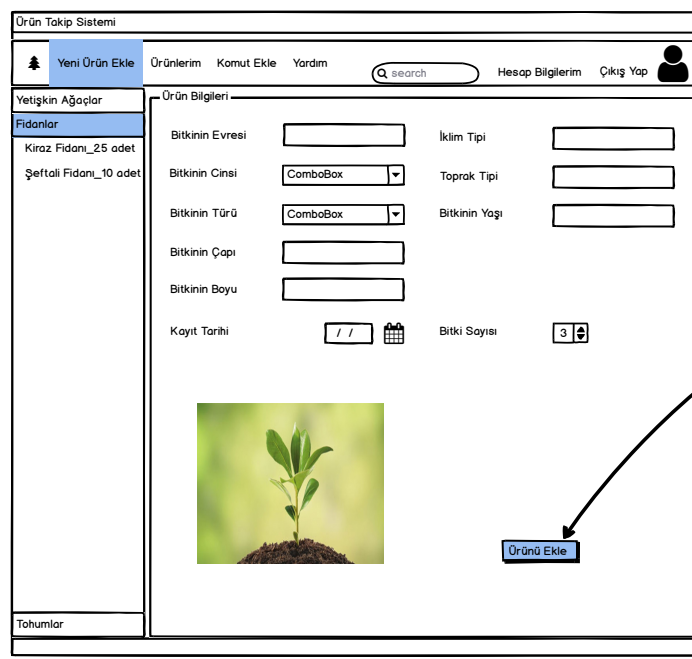 Ürün Takip Sistemi
Yeni Ürün Ekle Ürünlerim Komut Ekle Yardım search Hesap Bilgilerim Çıkış Yap
Yetişkin Ağaçlar
Fidanlar
Kiraz Fidanı_25 adet
Şeftali Fidanı_10 adet
Tohumlar
Ürün Bilgileri
Bitkinin Evresi İklim Tipi
Bitkinin Cinsi ComboBox Toprak Tipi
Bitkinin Türü ComboBox Bitkinin Yaşı
Bitkinin Çapı
Bitkinin Boyu
Kayıt Tarihi / / Bitki Sayısı 3
Ürünü Ekle